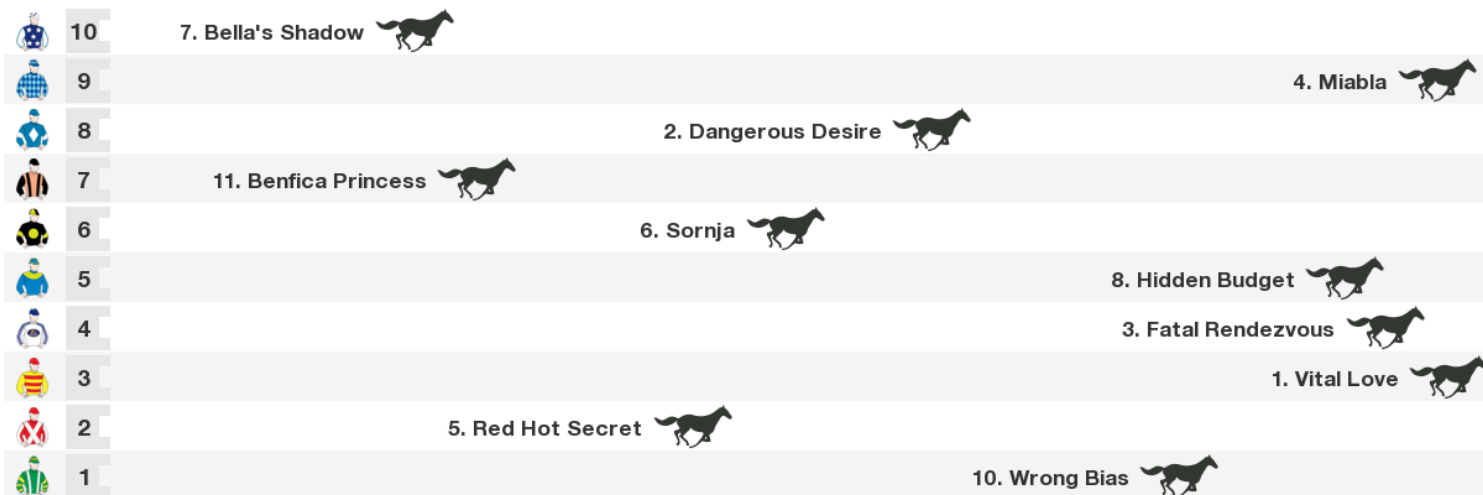 10 7. Bella's Shadow
9 4. Miabla
8 2. Dangerous Desire
7 11. Benfica Princess
6 6. Sornja
5 8. Hidden Budget
4 3. Fatal Rendezvous
3 1. Vital Love
2 5. Red Hot Secret
1 10. Wrong Bias